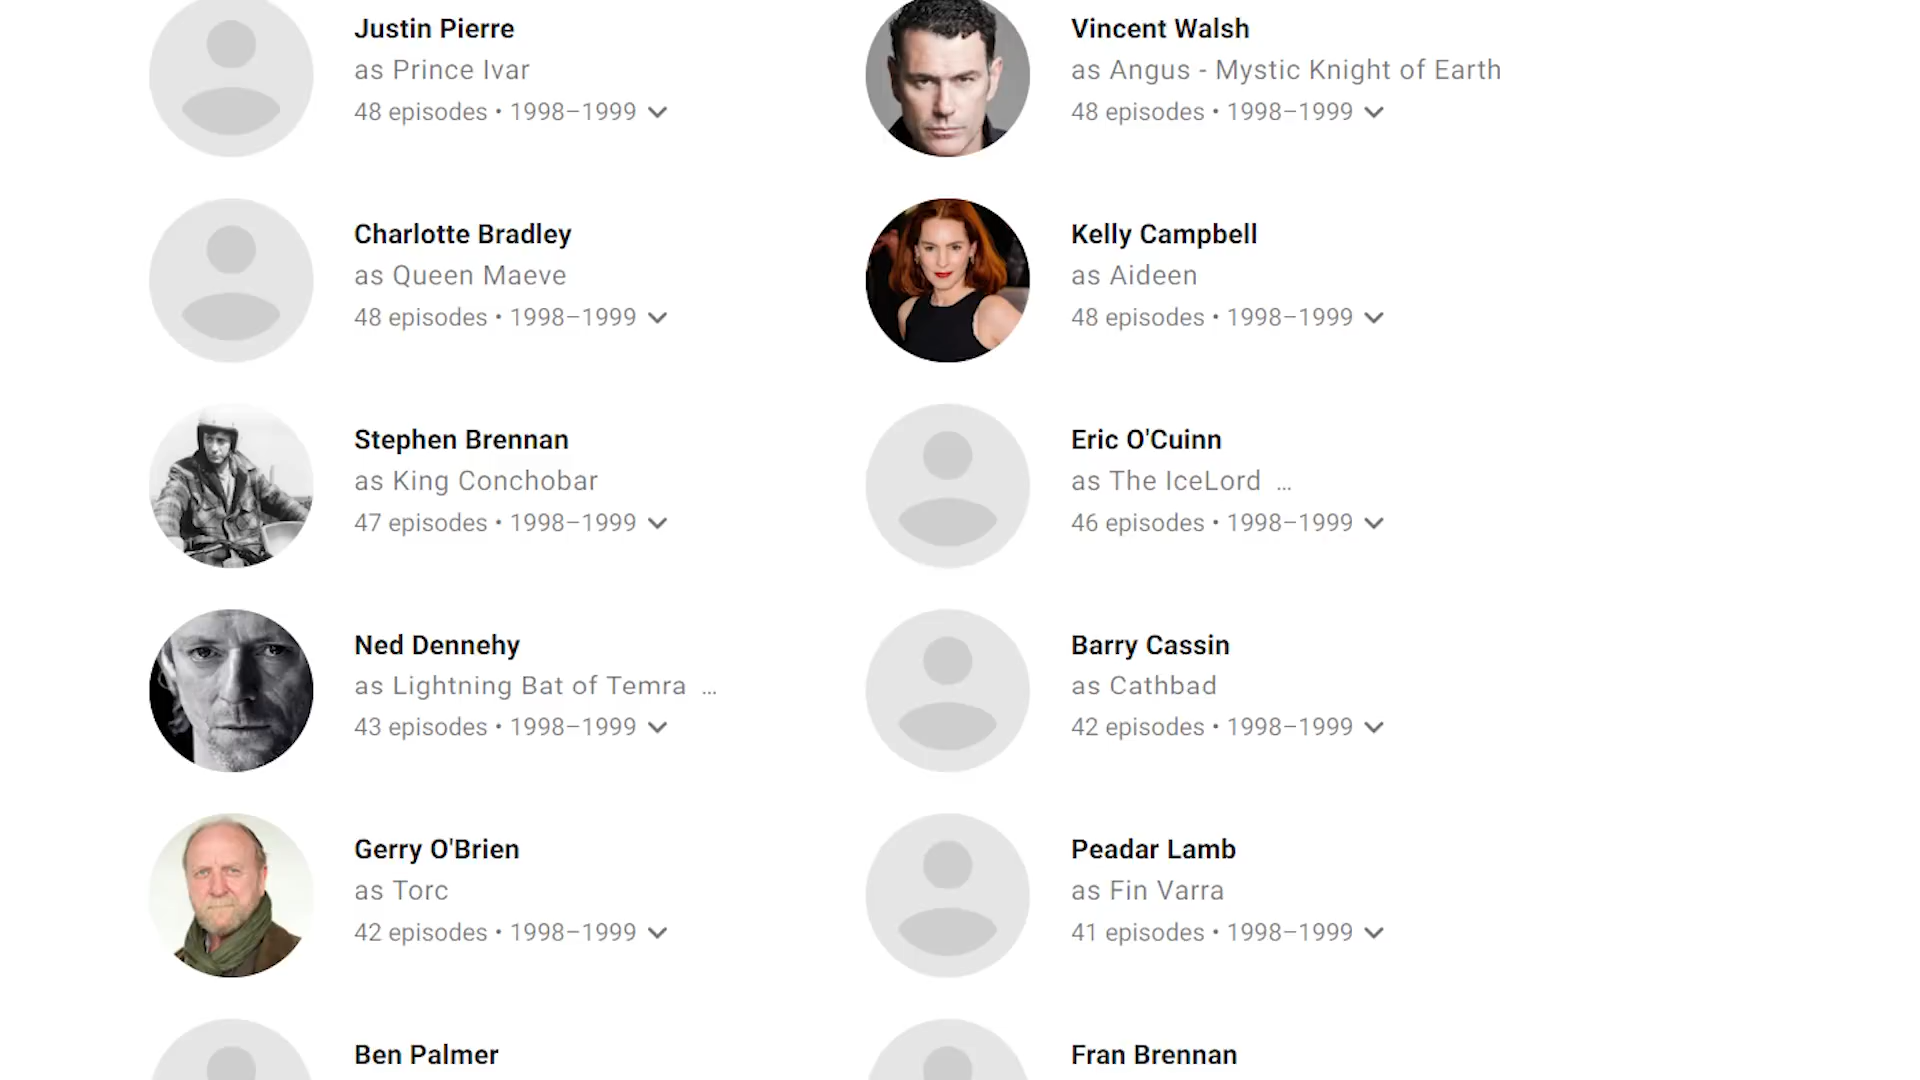 Justin Pierre
as Prince Ivar
48 episodes • 1998–1999
Vincent Walsh
as Angus - Mystic Knight of Earth
48 episodes • 1998–1999
Charlotte Bradley
as Queen Maeve
48 episodes • 1998–1999
Kelly Campbell
as Aideen
48 episodes • 1998–1999
Stephen Brennan
as King Conchobar
47 episodes • 1998–1999
Eric O'Cuinn
as The IceLord ...
46 episodes • 1998–1999
Ned Dennehy
as Lightning Bat of Temra ...
43 episodes • 1998–1999
Barry Cassin
as Cathbad
42 episodes • 1998–1999
Gerry O'Brien
as Torc
42 episodes • 1998–1999
Peadar Lamb
as Fin Varra
41 episodes • 1998–1999
Ben Palmer
Fran Brennan